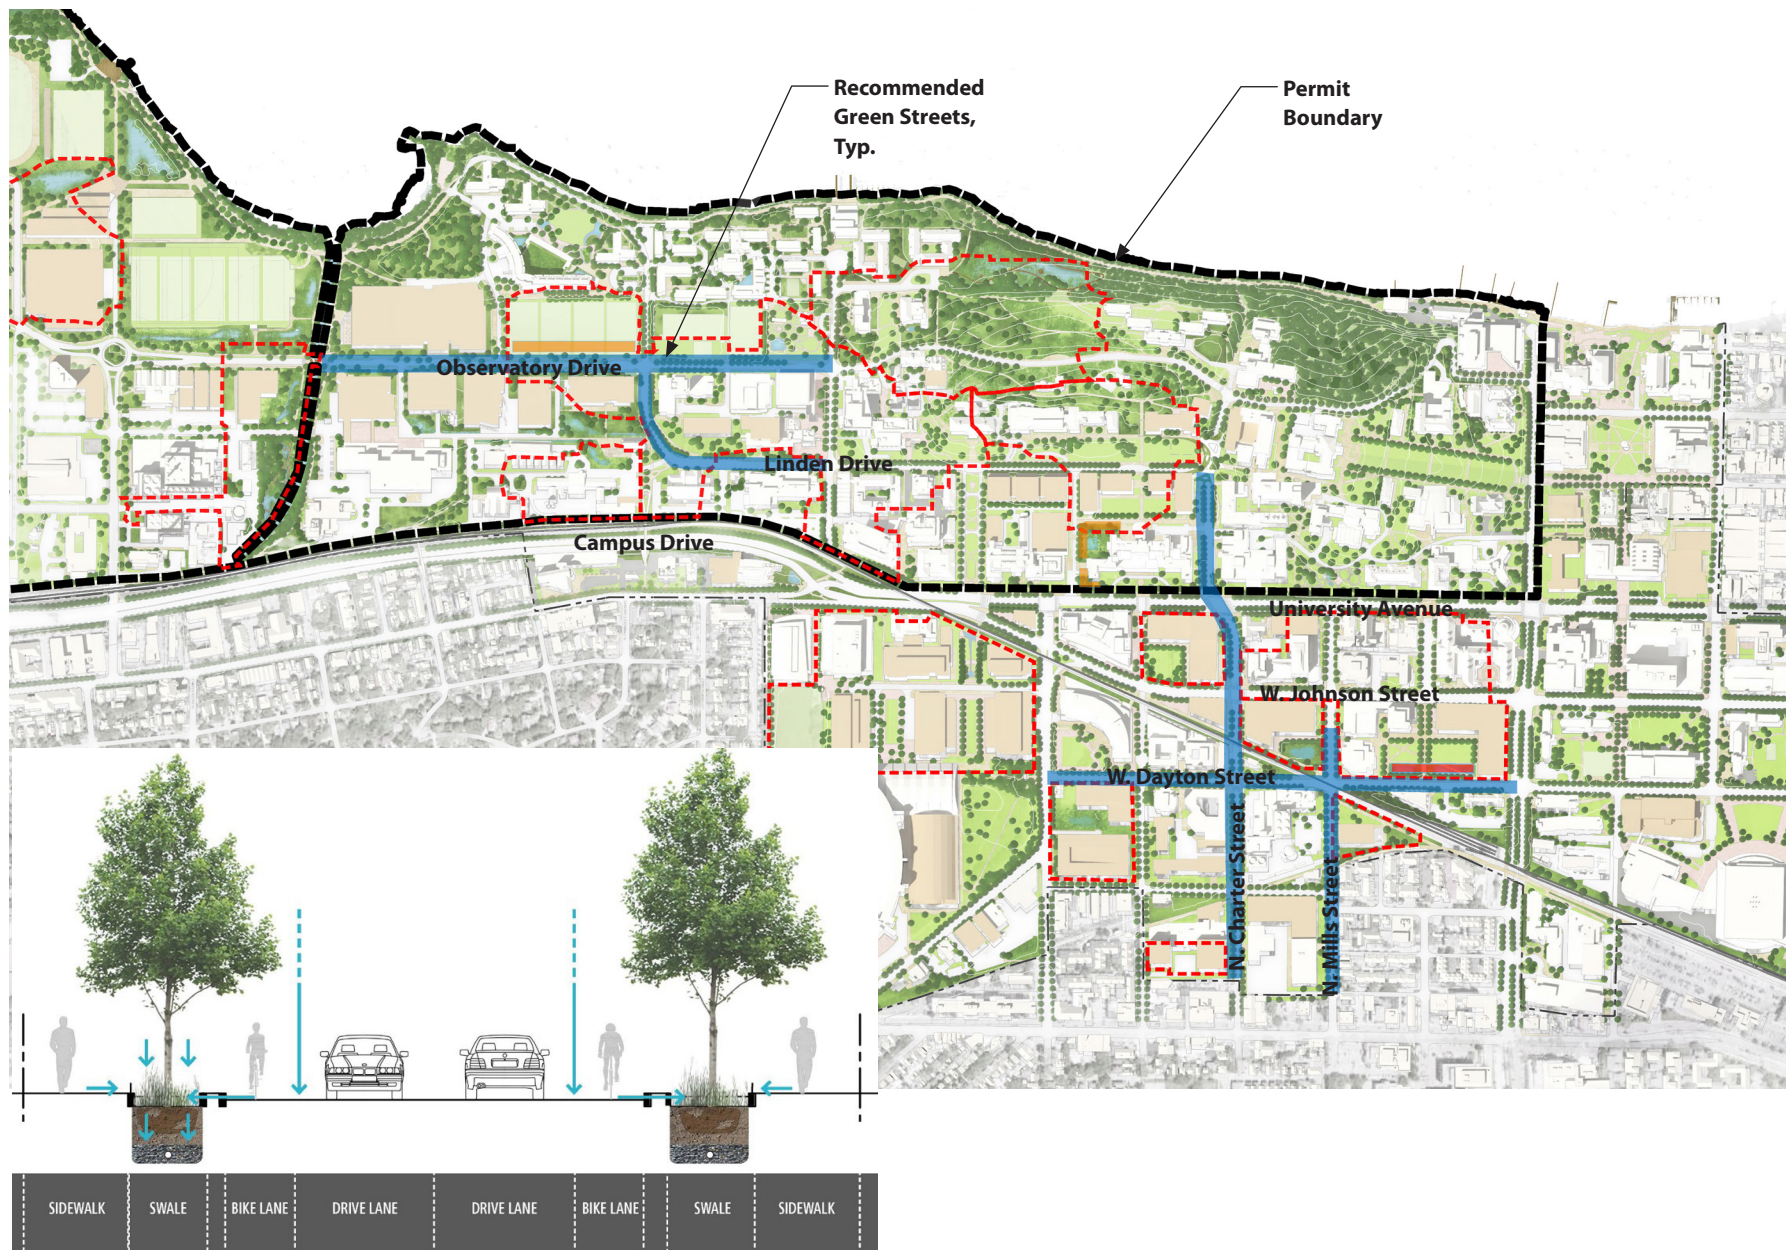 Recommended
Green Streets,
Typ.
Permit
Boundary
Observatory Drive
Linden Drive
Campus Drive
University Avenue
W. Johnson Street
W. Dayton Street
N. Charter Street
N. Mills Street
SIDEWALK SWALE BIKE LANE DRIVE LANE DRIVE LANE BIKE LANE SWALE SIDEWALK